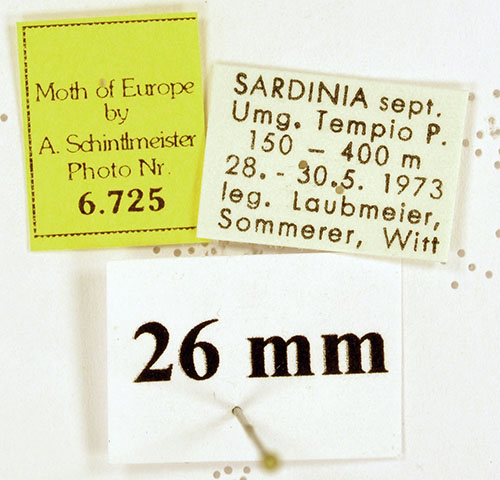 Moth of Europe
by
A. Schintlmeister
Photo Nr.
6.725
SARDINIA sept.
Umg. Tempio P.
150 – 400 m
28. - 30.5. 1973
leg. Laubmeier,
Sommerer, Witt
26 mm